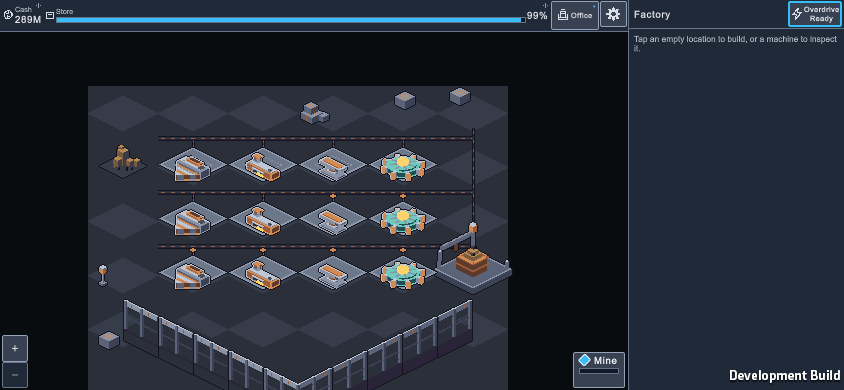 Cash
289M
Store
99%
Office
Factory
Overdrive
Ready
Tap an empty location to build, or a machine to inspect
it.
+
-
Mine
Development Build